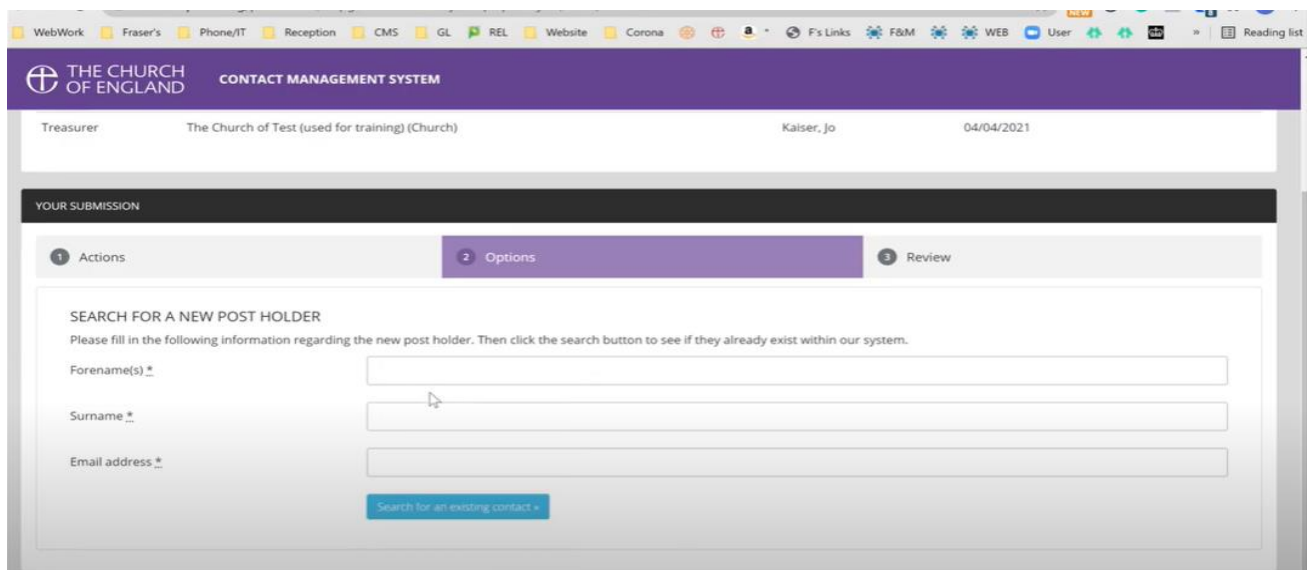 NEW
WebWork Fraser's Phone/IT Reception CMS GL REL Website Corona F's Links F&M WEB User » Reading list
THE CHURCH
OF ENGLAND
CONTACT MANAGEMENT SYSTEM
Treasurer The Church of Test (used for training) (Church) Kaiser, Jo 04/04/2021
YOUR SUBMISSION
1 Actions 2 Options 3 Review
SEARCH FOR A NEW POST HOLDER
Please fill in the following information regarding the new post holder. Then click the search button to see if they already exist within our system.
Forename(s) *
Surname *
Email address *
Search for an existing contact »